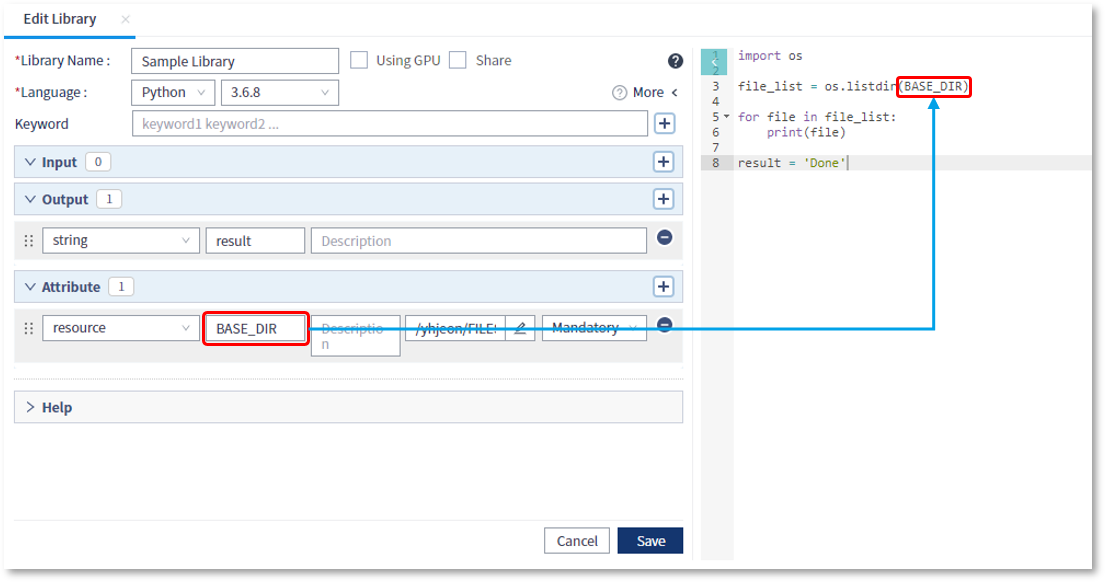 Edit Library ×
*Library Name : Sample Library Using GPU Share ?
*Language : Python 3.6.8 ? More <
Keyword keyword1 keyword2 ... +
Input 0 +
Output 1 +
string result Description
Attribute 1 +
resource BASE_DIR Descriptio
n /yhjeon/FILE Mandatory
Help
Cancel Save
1 import os
2
3 file_list = os.listdir(BASE_DIR)
4
5 for file in file_list:
6 print(file)
7
8 result = 'Done'